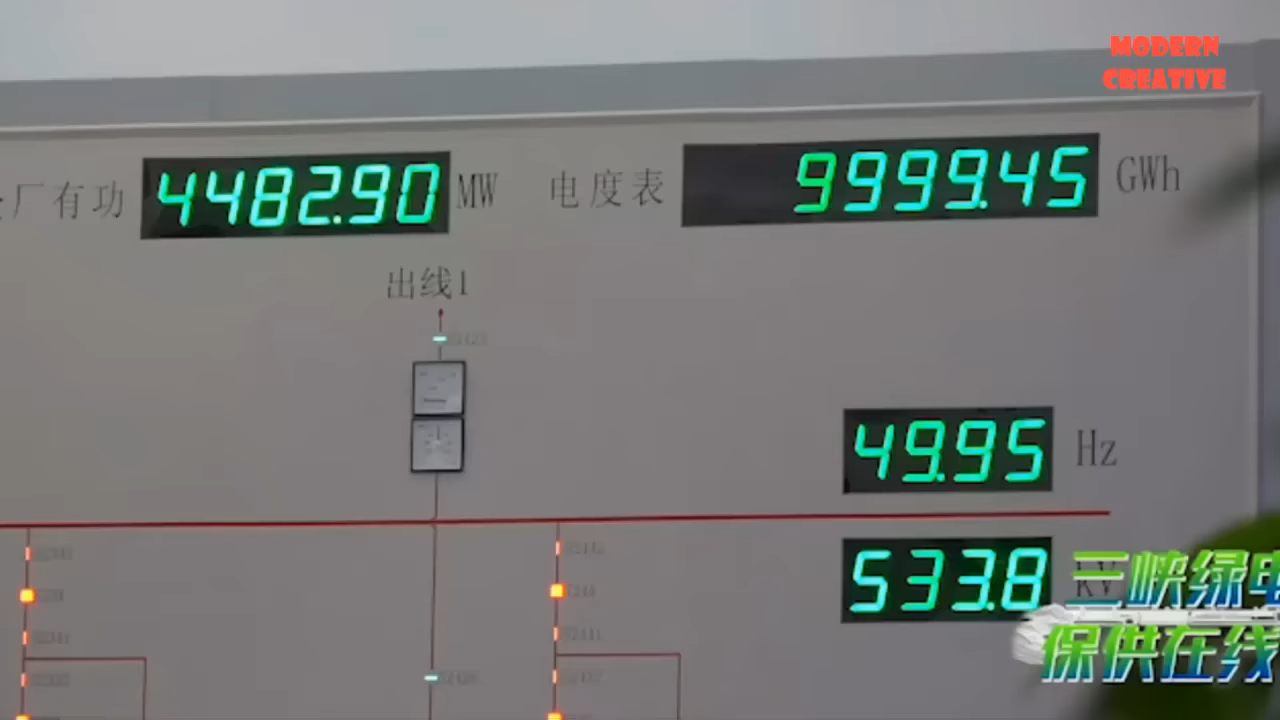 MODERN
CREATIVE
全厂有功 4482.90 MW 电度表 9999.45 GWh
出线1
49.95 Hz
533.8 kV
三峡绿电
保供在线